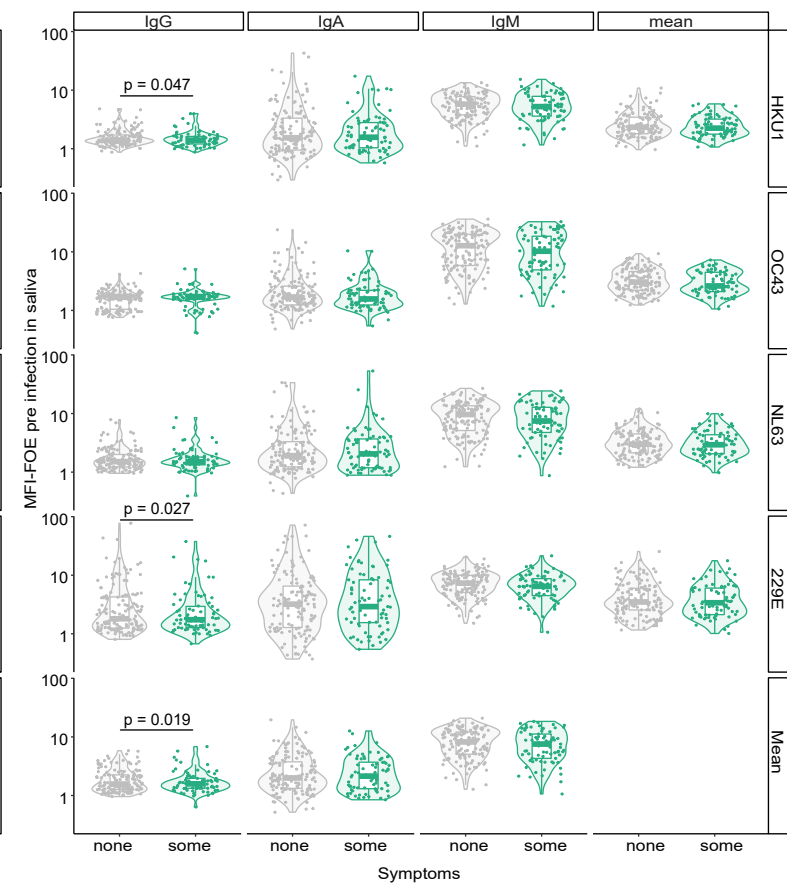 IgG IgA IgM mean
100
10
1
p = 0.047
HKU1
100
10
1
OC43
100
10
1
NL63
100
10
1
p = 0.027
229E
100
10
1
p = 0.019
Mean
MFI-FOE pre infection in saliva
none some none some none some none some
Symptoms